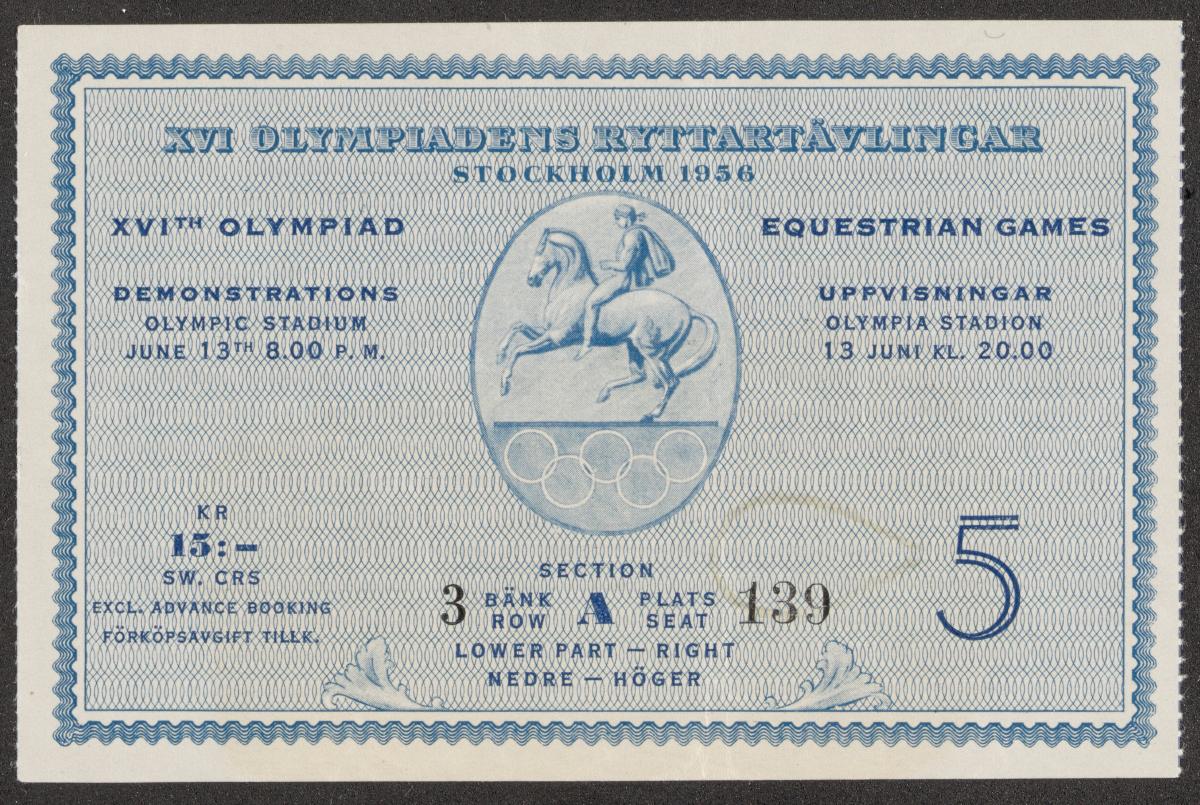 XVI OLYMPIADENS RYTTARTÄVLINGAR
STOCKHOLM 1956
XVITH OLYMPIAD
EQUESTRIAN GAMES
DEMONSTRATIONS
OLYMPIC STADIUM
JUNE 13TH 8.00 P. M.
UPPVISNINGAR
OLYMPIA STADION
13 JUNI KL. 20.00
KR
15:-
SW. CRS
EXCL. ADVANCE BOOKING
FÖRKÖPSAVGIFT TILLK.
SECTION
3 BÄNK ROW A PLATS SEAT 139
LOWER PART — RIGHT
NEDRE — HÖGER
5